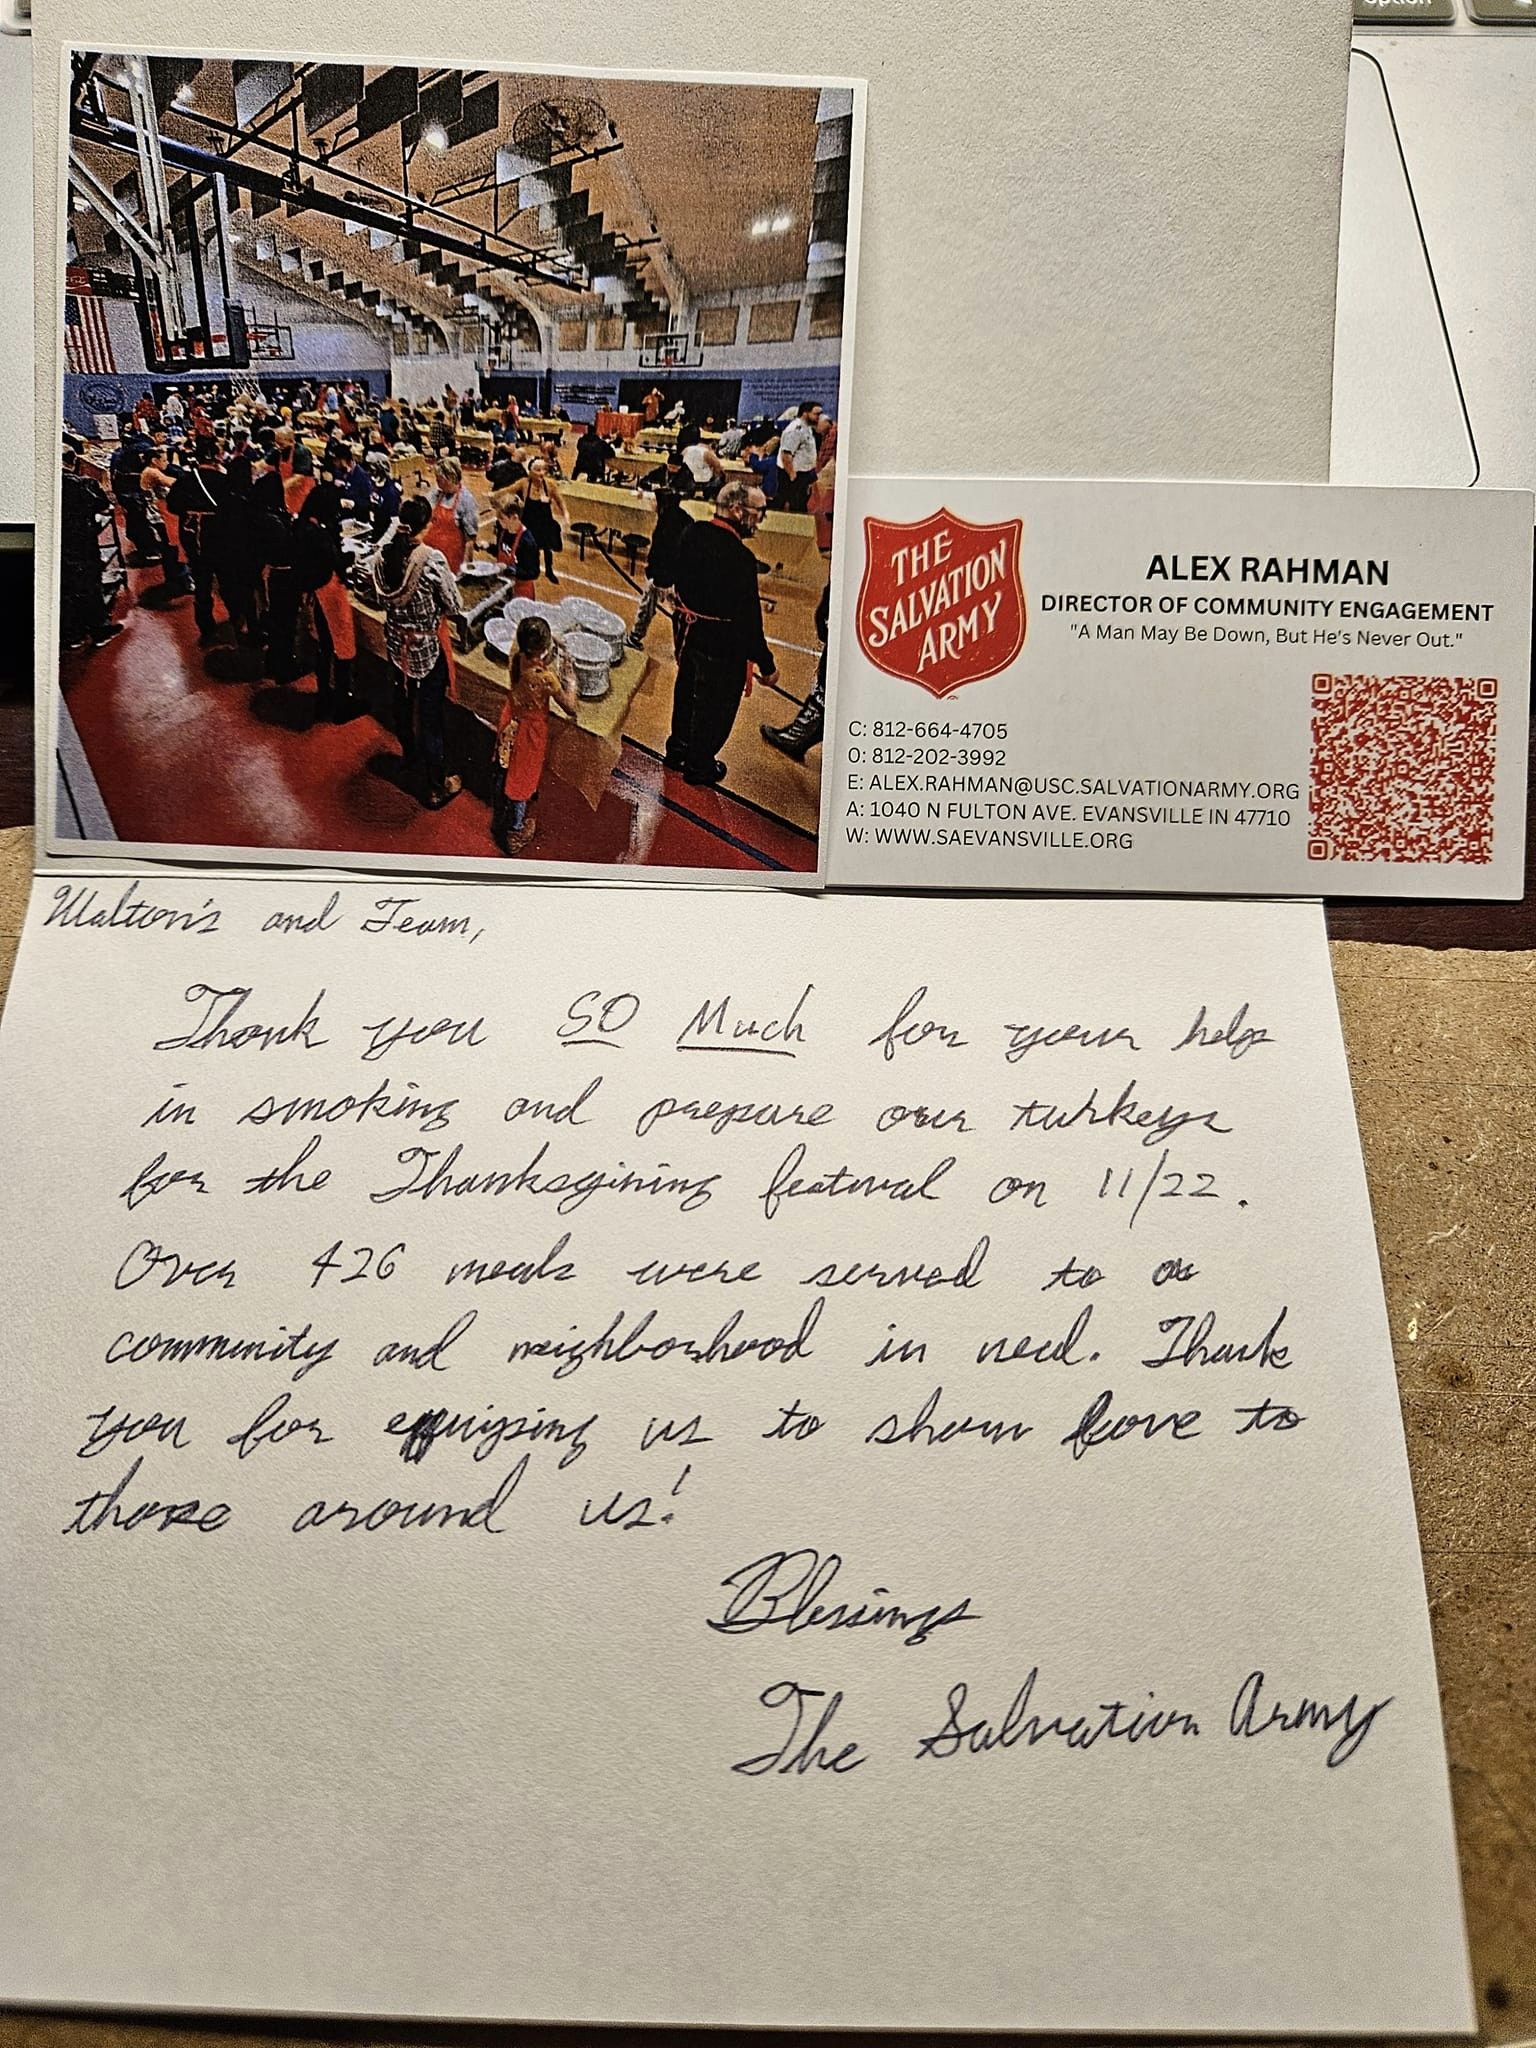 option
THE
SALVATION
ARMY
ALEX RAHMAN
DIRECTOR OF COMMUNITY ENGAGEMENT
"A Man May Be Down, But He's Never Out."
C: 812-664-4705
O: 812-202-3992
E: ALEX.RAHMAN@USC.SALVATIONARMY.ORG
A: 1040 N FULTON AVE. EVANSVILLE IN 47710
W: WWW.SAEVANSVILLE.ORG
Walton's and Team,
Thank you SO Much for your help
in smoking and prepare our turkeys
for the Thanksgiving festival on 11/22.
Over 426 meals were served to a
community and neighborhood in need. Thank
you for equiping us to show love to
those around us!
Blessings
The Salvation Army